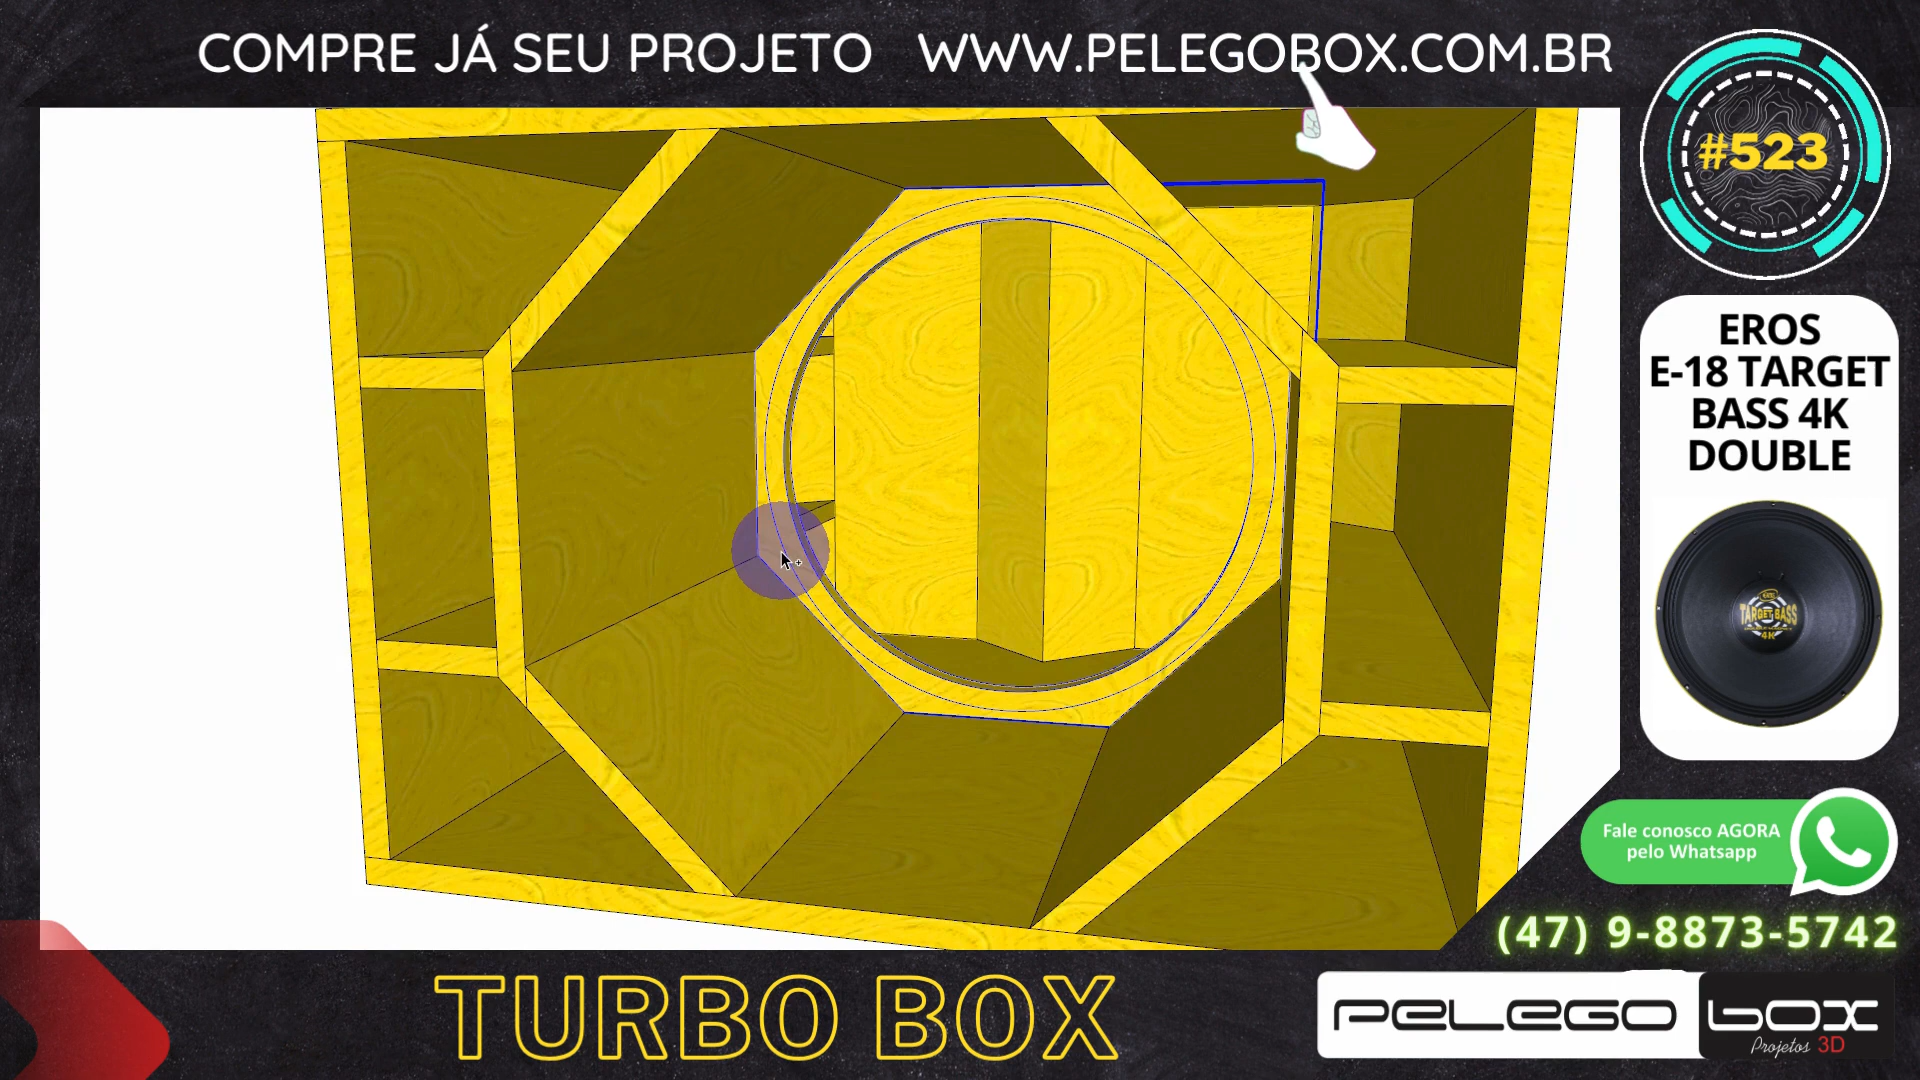 COMPRE JÁ SEU PROJETO WWW.PELEGOBOX.COM.BR
#523
EROS
E-18 TARGET
BASS 4K
DOUBLE
TARGET BASS
4K
Fale conosco AGORA
pelo Whatsapp
(47) 9-8873-5742
TURBO BOX
PELEGO BOX
Projetos 3D